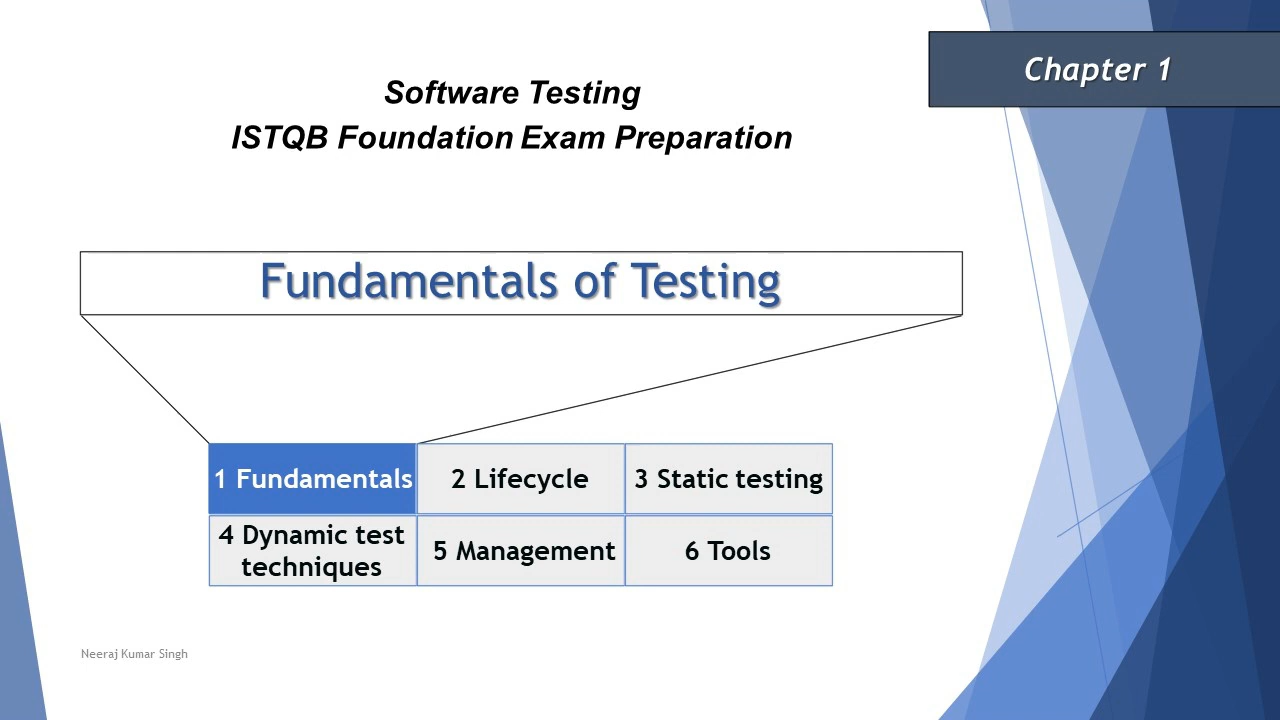 Chapter 1
Software Testing
ISTQB Foundation Exam Preparation
Fundamentals of Testing
1 Fundamentals
2 Lifecycle
3 Static testing
4 Dynamic test
techniques
5 Management
6 Tools
Neeraj Kumar Singh